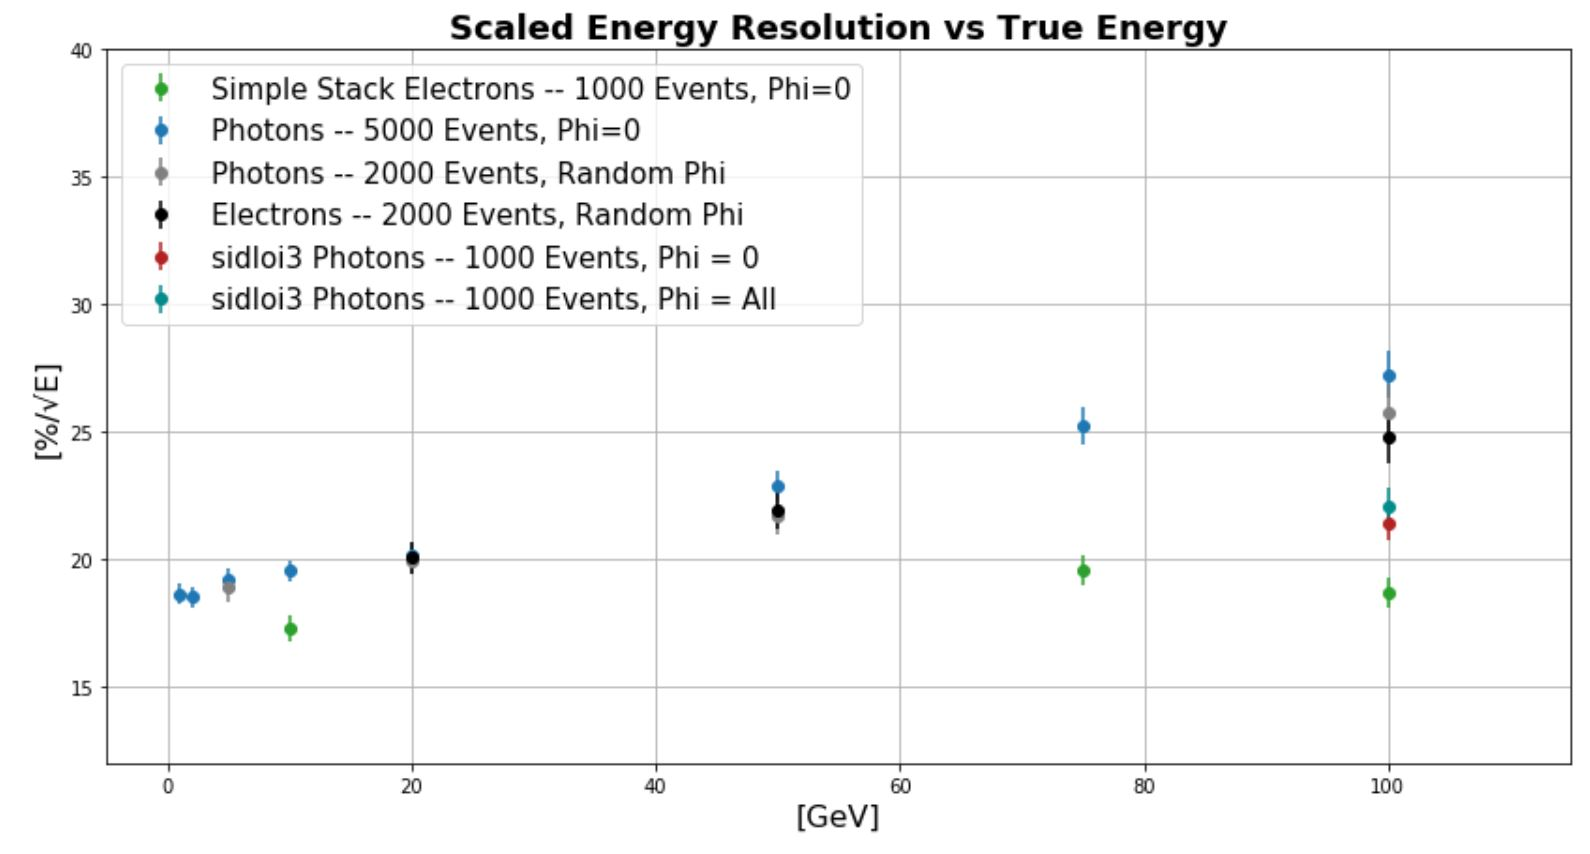 Scaled Energy Resolution vs True Energy
40
35
30
25
20
15
[%/√E]
Simple Stack Electrons -- 1000 Events, Phi=0
Photons -- 5000 Events, Phi=0
Photons -- 2000 Events, Random Phi
Electrons -- 2000 Events, Random Phi
sidloi3 Photons -- 1000 Events, Phi = 0
sidloi3 Photons -- 1000 Events, Phi = All
0 20 40 60 80 100
[GeV]